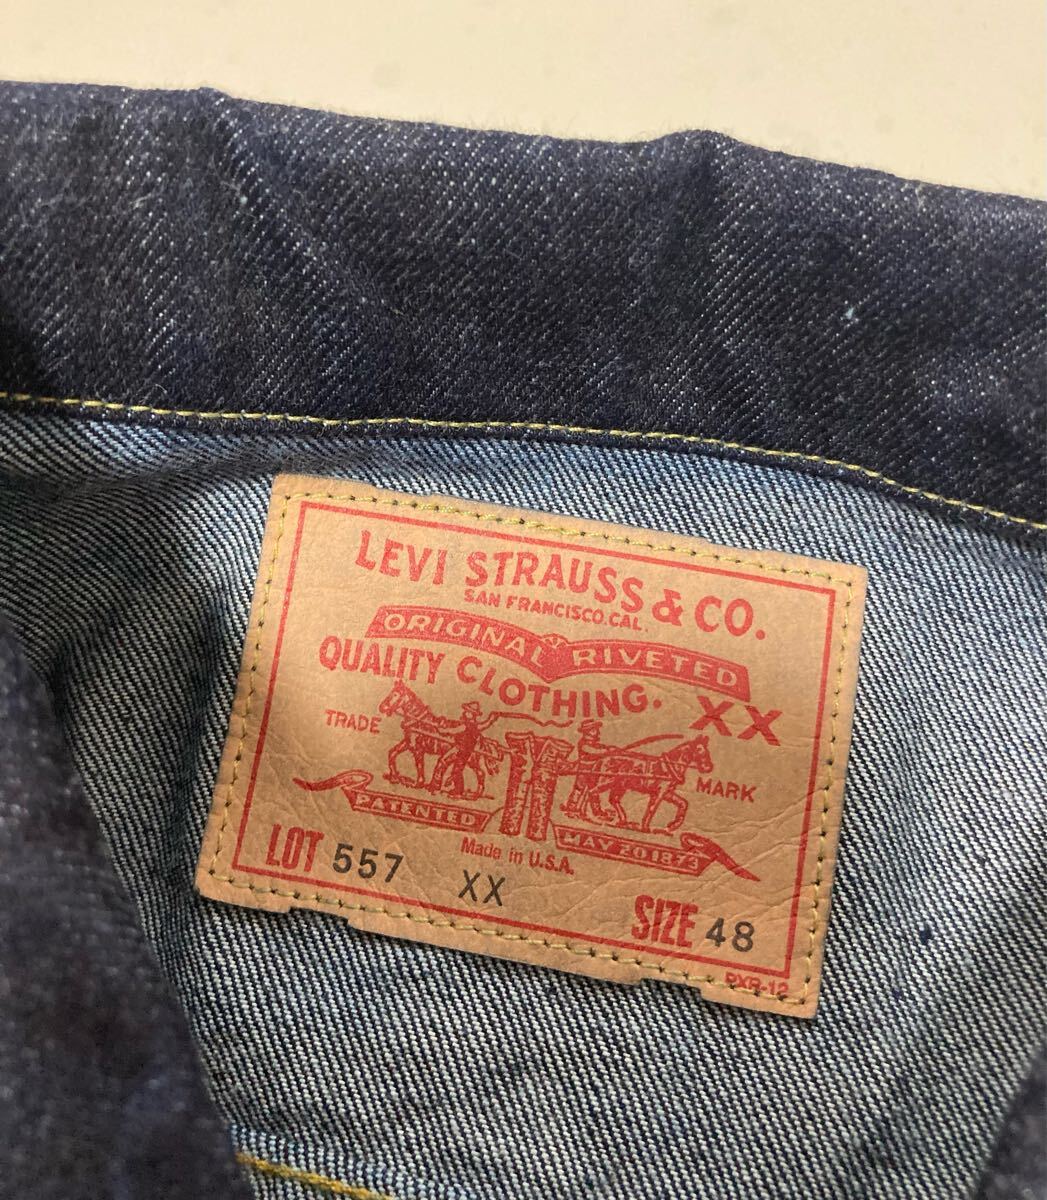 LEVI STRAUSS & CO.
SAN FRANCISCO.CAL.
ORIGINAL RIVETED
QUALITY CLOTHING.
XX
TRADE MARK
PATENTED MAY 20 1873
Made in U.S.A.
LOT 557 XX SIZE 48
PXR-12